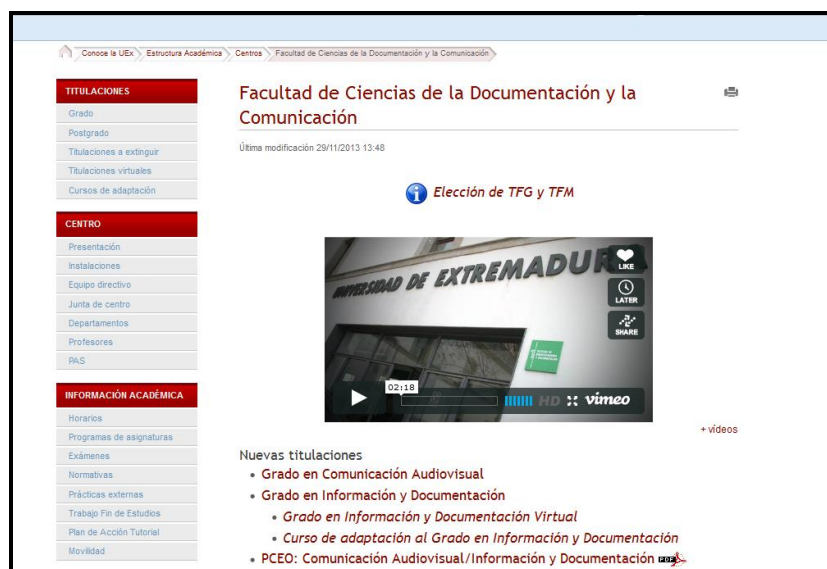 Conoce la UEx Estructura Académica Centros Facultad de Ciencias de la Documentación y la Comunicación
TITULACIONES
Grado
Postgrado
Titulaciones a extinguir
Titulaciones virtuales
Cursos de adaptación
CENTRO
Presentación
Instalaciones
Equipo directivo
Junta de centro
Departamentos
Profesores
PAS
INFORMACIÓN ACADÉMICA
Horarios
Programas de asignaturas
Exámenes
Normativas
Prácticas externas
Trabajo Fin de Estudios
Plan de Acción Tutorial
Movilidad
Facultad de Ciencias de la Documentación y la
Comunicación
Última modificación 29/11/2013 13:48
Elección de TFG y TFM
UNIVERSIDAD DE EXTREMADURA
LIKE
LATER
SHARE
02:18
HD vimeo
+ vídeos
Nuevas titulaciones
• Grado en Comunicación Audiovisual
• Grado en Información y Documentación
• Grado en Información y Documentación Virtual
• Curso de adaptación al Grado en Información y Documentación
• PCEO: Comunicación Audiovisual/Información y Documentación PDF